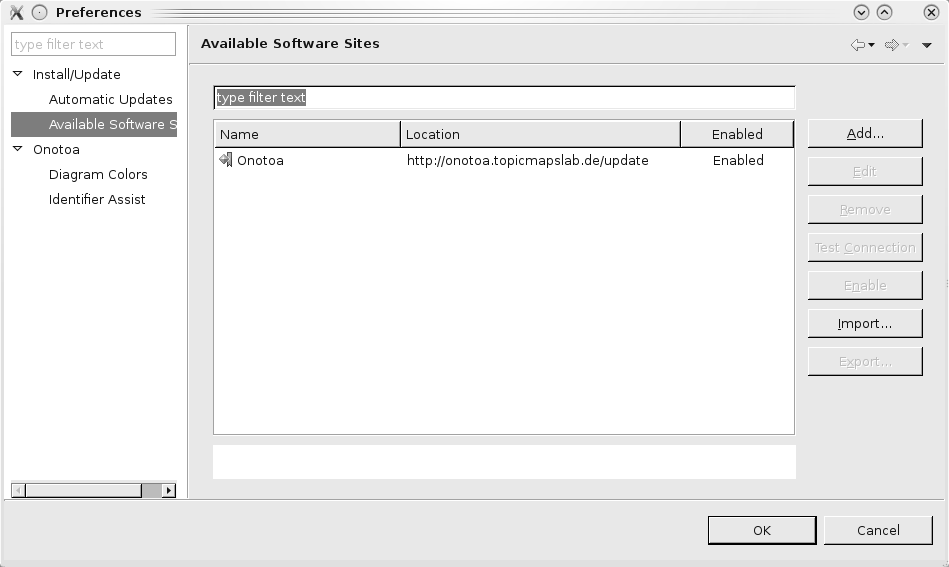 Preferences
type filter text
Install/Update
Automatic Updates
Available Software S
Onotoa
Diagram Colors
Identifier Assist
Available Software Sites
type filter text
Name Location Enabled
Onotoa http://onotoa.topicmapslab.de/update Enabled
Add...
Edit
Remove
Test Connection
Enable
Import...
Export...
OK
Cancel